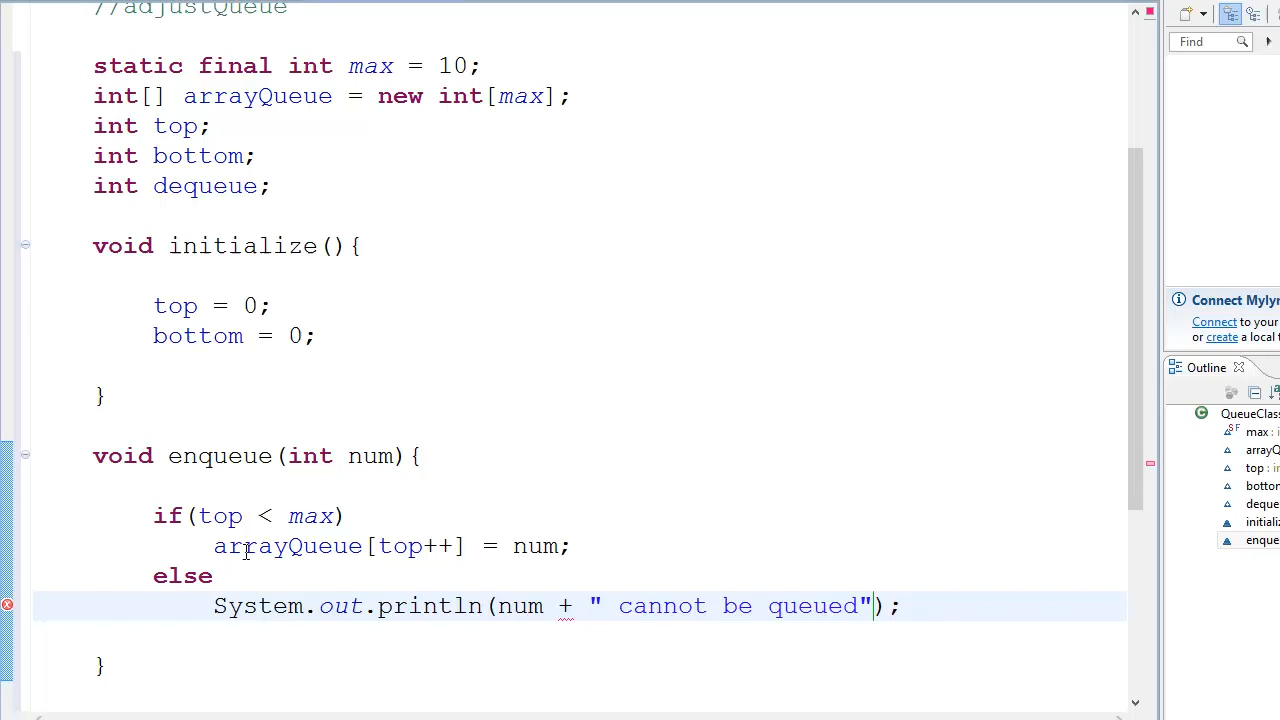 //adjustQueue
static final int max = 10;
int[] arrayQueue = new int[max];
int top;
int bottom;
int dequeue;
void initialize(){
top = 0;
bottom = 0;
}
void enqueue(int num){
if(top < max)
arrayQueue[top++] = num;
else
System.out.println(num + " cannot be queued");
}
Find
Connect Mylyn
Connect to your
or create a local t
Outline
QueueClass
max : i
arrayQ
top : in
botton
deque
initializ
enque